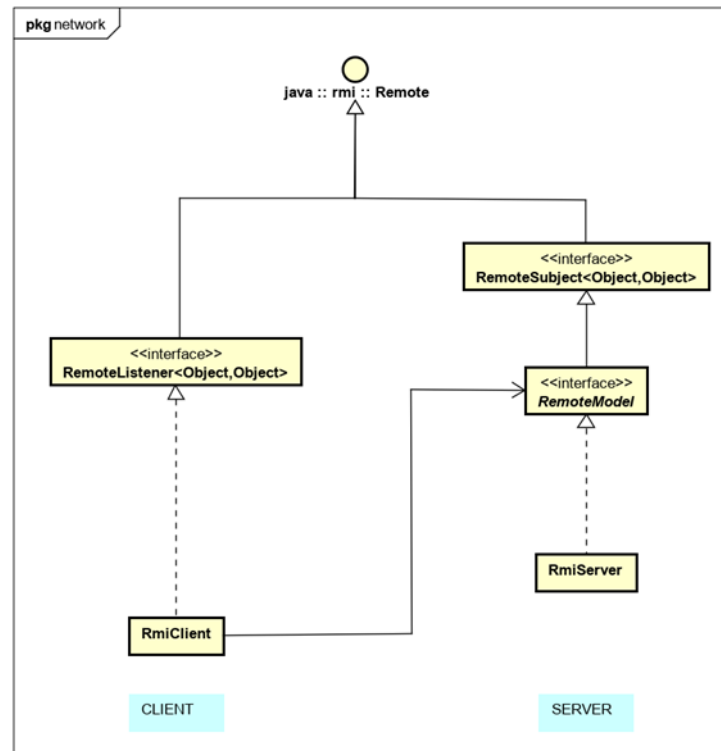 pkg network
java :: rmi :: Remote
<<interface>>
RemoteSubject<Object,Object>
<<interface>>
RemoteListener<Object,Object>
<<interface>>
RemoteModel
RmiServer
RmiClient
CLIENT
SERVER